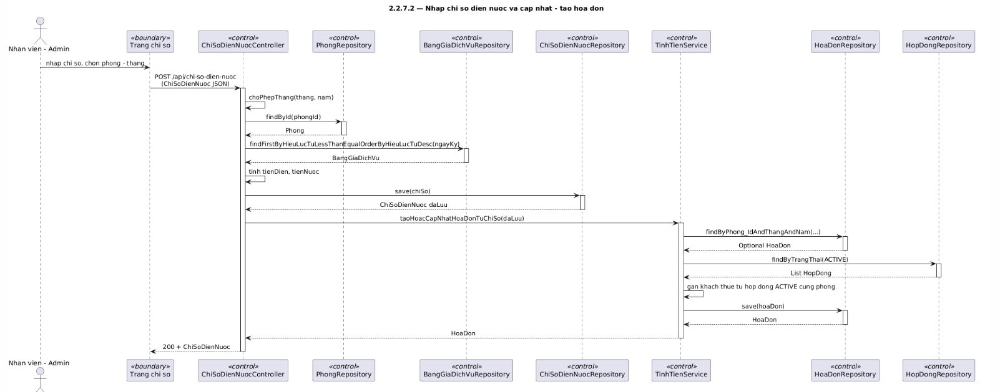 2.2.7.2 — Nhap chi so dien nuoc va cap nhat - tao hoa don
Nhan vien - Admin
«boundary»
Trang chi so
«control»
ChiSoDienNuocController
«control»
PhongRepository
«control»
BangGiaDichVuRepository
«control»
ChiSoDienNuocRepository
«control»
TinhTienService
«control»
HoaDonRepository
«control»
HopDongRepository
nhap chi so, chon phong - thang
POST /api/chi-so-dien-nuoc
(ChiSoDienNuoc JSON)
choPhepThang(thang, nam)
findById(phongId)
Phong
findFirstByHieuLucTuLessThanEqualOrderByHieuLucTuDesc(ngayKy)
BangGiaDichVu
tinh tienDien, tienNuoc
save(chiSo)
ChiSoDienNuoc daLuu
taoHoacCapNhatHoaDonTuChiSo(daLuu)
findByPhong_IdAndThangAndNam(...)
Optional HoaDon
findByTrangThai(ACTIVE)
List HopDong
gan khach thue tu hop dong ACTIVE cung phong
save(hoaDon)
HoaDon
HoaDon
200 + ChiSoDienNuoc
Nhan vien - Admin
«boundary»
Trang chi so
«control»
ChiSoDienNuocController
«control»
PhongRepository
«control»
BangGiaDichVuRepository
«control»
ChiSoDienNuocRepository
«control»
TinhTienService
«control»
HoaDonRepository
«control»
HopDongRepository